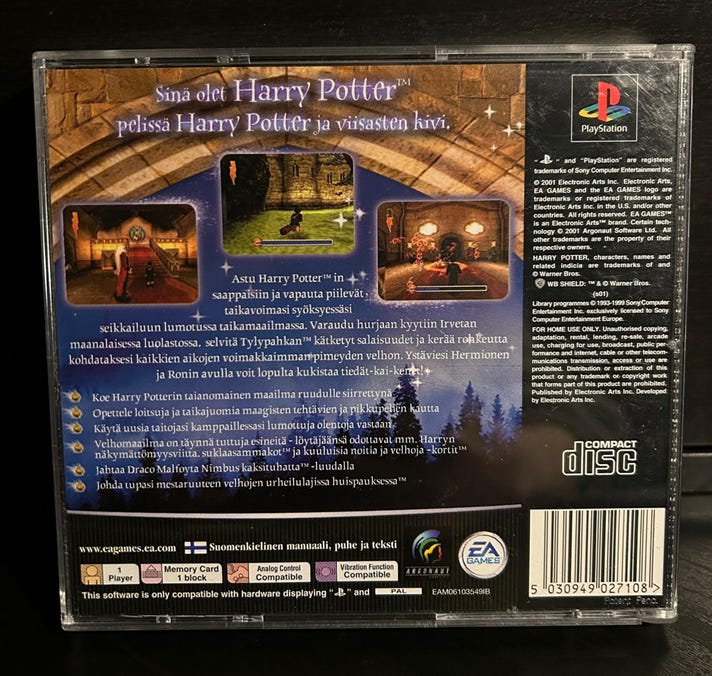 Sinä olet Harry Potter™
pelissä Harry Potter ja viisasten kivi.
Astu Harry Potter™in
saappaisiin ja vapauta piilevät
taikavoimasi syöksyessäsi
seikkailuun lumotussa taikamaailmassa. Varaudu hurjaan kyytiin Irvetan
maanalaisessa luolastossa, selvitä Tylypahkan™ kätketyt salaisuudet ja kerää rohkeutta
kohdataksesi kaikkien aikojen voimakkaimman pimeyden velhon. Ystäviesi Hermionen
ja Ronin avulla voit lopulta kukistaa tiedät-kai-kenet!
Koe Harry Potterin taianomainen maailma ruudulle siirrettynä
Opettele loitsuja ja taikajuomia maagisten tehtävien ja pikkupelien kautta
Käytä uusia taitojasi kamppaillessasi lumottuja olentoja vastaan
Velhomaailma on täynnä tuttuja esineitä - löytäjäänsä odottavat mm. Harryn
näkymättömyysviitta, suklaasammakot™ ja kuuluisia noitia ja velhoja -kortit™
Jahtaa Draco Malfoyta Nimbus kaksituhatta™ -luudalla
Johda tupasi mestaruuteen velhojen urheilulajissa huispauksessa™
www.eagames.ea.com
Suomenkielinen manuaali, puhe ja teksti
ARGONAUT
EA
GAMES™
1
Player
Memory Card
1 block
Analog Control
Compatible
Vibration Function
Compatible
This software is only compatible with hardware displaying "PS" and PAL
EAM06103549IB
PlayStation
"PS" and "PlayStation" are registered
trademarks of Sony Computer Entertainment Inc.
© 2001 Electronic Arts Inc. Electronic Arts,
EA GAMES and the EA GAMES logo are
trademarks or registered trademarks of
Electronic Arts Inc. in the U.S. and/or other
countries. All rights reserved. EA GAMES™
is an Electronic Arts™ brand. Certain tech-
nology © 2001 Argonaut Software Ltd. All
other trademarks are the property of their
respective owners.
HARRY POTTER, characters, names and
related indicia are trademarks of and
© Warner Bros.
WB SHIELD: ™ & © Warner Bros.
(s01)
Library programmes © 1993-1999 Sony Computer
Entertainment Inc. exclusively licensed to Sony
Computer Entertainment Europe.
FOR HOME USE ONLY. Unauthorised copying,
adaptation, rental, lending, re-sale, arcade
use, charging for use, broadcast, public per-
formance and internet, cable or other telecom-
munications transmission, access or use are
prohibited. Distribution or extraction of this
product or any trademark or copyright work
that forms part of this product are prohibited.
Published by Electronic Arts Inc. Developed
by Electronic Arts Inc.
COMPACT
disc
5 030949 027108 >
Patent Pend